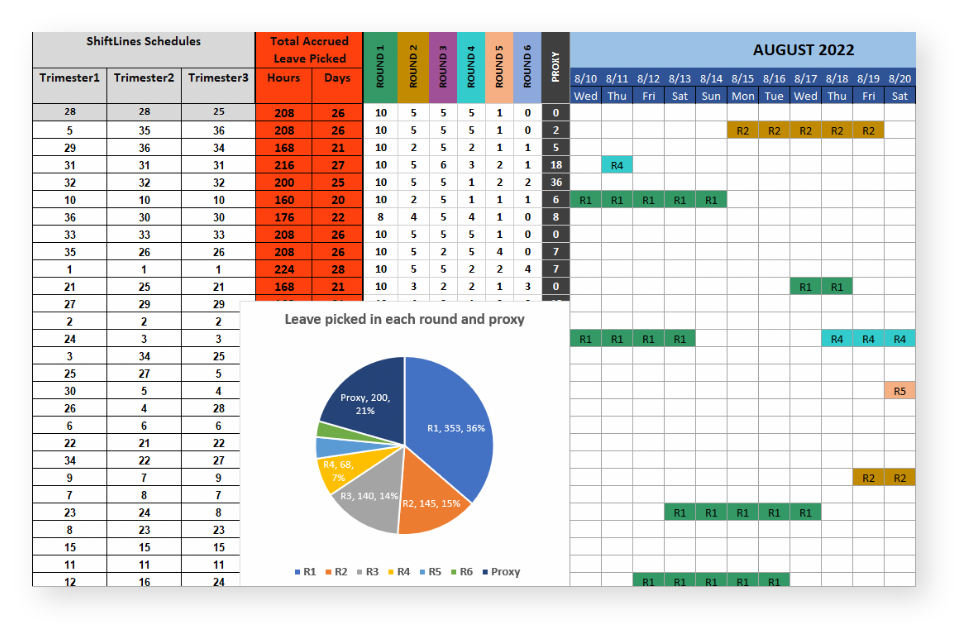 ShiftLines Schedules Total Accrued Leave Picked ROUND 1 ROUND 2 ROUND 3 ROUND 4 ROUND 5 ROUND 6 PROXY AUGUST 2022
Trimester1 Trimester2 Trimester3 Hours Days 8/10 8/11 8/12 8/13 8/14 8/15 8/16 8/17 8/18 8/19 8/20
Wed Thu Fri Sat Sun Mon Tue Wed Thu Fri Sat
28 28 25 208 26 10 5 5 5 1 0 0
5 35 36 208 26 10 5 5 5 1 0 2 R2 R2 R2 R2 R2
29 36 34 168 21 10 2 5 2 1 1 5
31 31 31 216 27 10 5 6 3 2 1 18 R4
32 32 32 200 25 10 5 5 1 2 2 36
10 10 10 160 20 10 2 5 1 1 1 6 R1 R1 R1 R1 R1
36 30 30 176 22 8 4 5 4 1 0 8
33 33 33 208 26 10 5 5 5 1 0 0
35 26 26 208 26 10 5 2 5 4 0 7
1 1 1 224 28 10 5 5 2 2 4 7
21 25 21 168 21 10 3 2 2 1 3 0 R1 R1
27 29 29
2 2 2
24 3 3 R1 R1 R1 R1 R4 R4 R4
3 34 25
25 27 5
30 5 4 R5
26 4 28
6 6 6
22 21 22
34 22 27
9 7 9 R2 R2
7 8 7
23 24 8 R1 R1 R1 R1 R1
8 23 23
15 15 15
11 11 11
12 16 24 R1 R1 R1 R1 R1
Leave picked in each round and proxy
Proxy, 200, 21%
R1, 353, 36%
R4, 68, 7%
R3, 140, 14%
R2, 145, 15%
R1 R2 R3 R4 R5 R6 Proxy